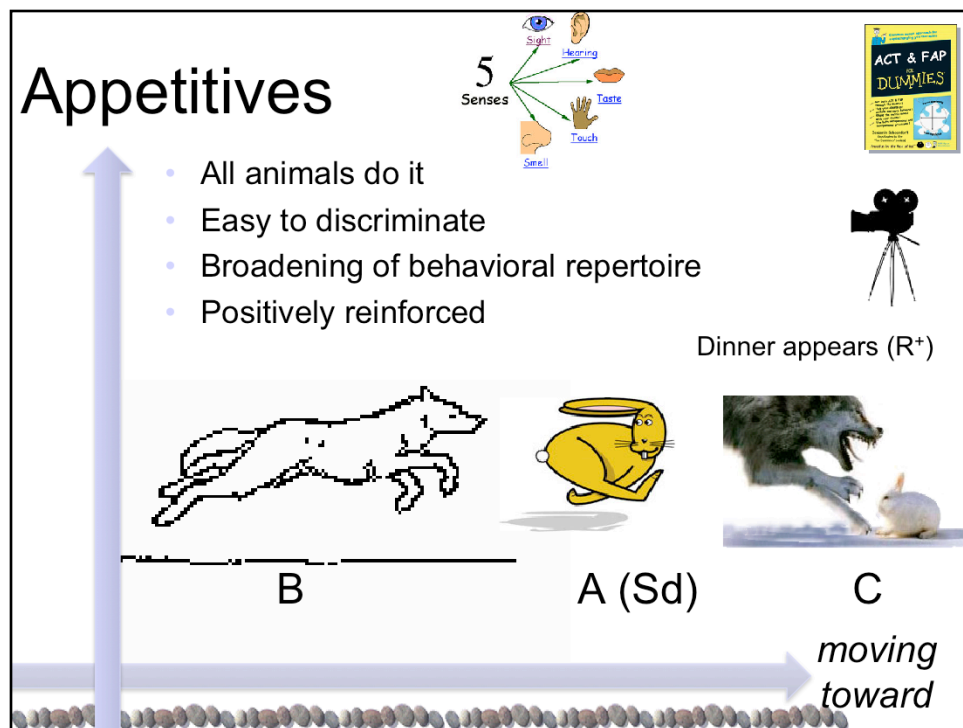 Appetitives
5
Senses
Sight
Hearing
Taste
Touch
Smell
ACT & FAP
FOR
DUMMIES
All animals do it
Easy to discriminate
Broadening of behavioral repertoire
Positively reinforced
Dinner appears (R⁺)
B
A (Sd)
C
moving
toward